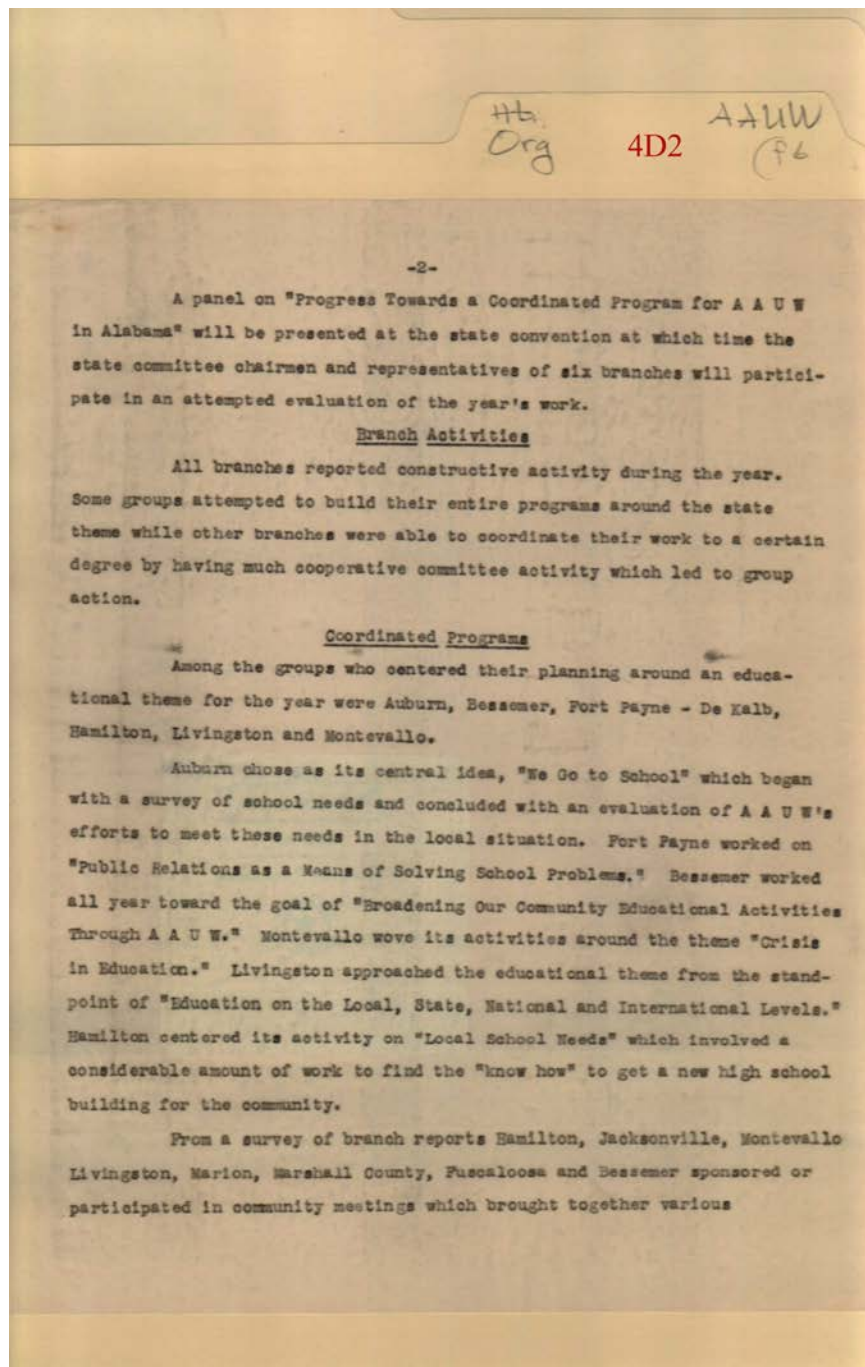 Hb. AAUW
Org 4D2 (f6
-2-
A panel on "Progress Towards a Coordinated Program for A A U W
in Alabama" will be presented at the state convention at which time the
state committee chairmen and representatives of six branches will partici-
pate in an attempted evaluation of the year's work.
Branch Activities
All branches reported constructive activity during the year.
Some groups attempted to build their entire programs around the state
theme while other branches were able to coordinate their work to a certain
degree by having much cooperative committee activity which led to group
action.
Coordinated Programs
Among the groups who centered their planning around an educa-
tional theme for the year were Auburn, Bessemer, Fort Payne - De Kalb,
Hamilton, Livingston and Montevallo.
Auburn chose as its central idea, "We Go to School" which began
with a survey of school needs and concluded with an evaluation of A A U W's
efforts to meet these needs in the local situation. Fort Payne worked on
"Public Relations as a Means of Solving School Problems." Bessemer worked
all year toward the goal of "Broadening Our Community Educational Activities
Through A A U W." Montevallo wove its activities around the theme "Crisis
in Education." Livingston approached the educational theme from the stand-
point of "Education on the Local, State, National and International Levels."
Hamilton centered its activity on "Local School Needs" which involved a
considerable amount of work to find the "know how" to get a new high school
building for the community.
From a survey of branch reports Hamilton, Jacksonville, Montevallo
Livingston, Marion, Marshall County, Fuscaloosa and Bessemer sponsored or
participated in community meetings which brought together various